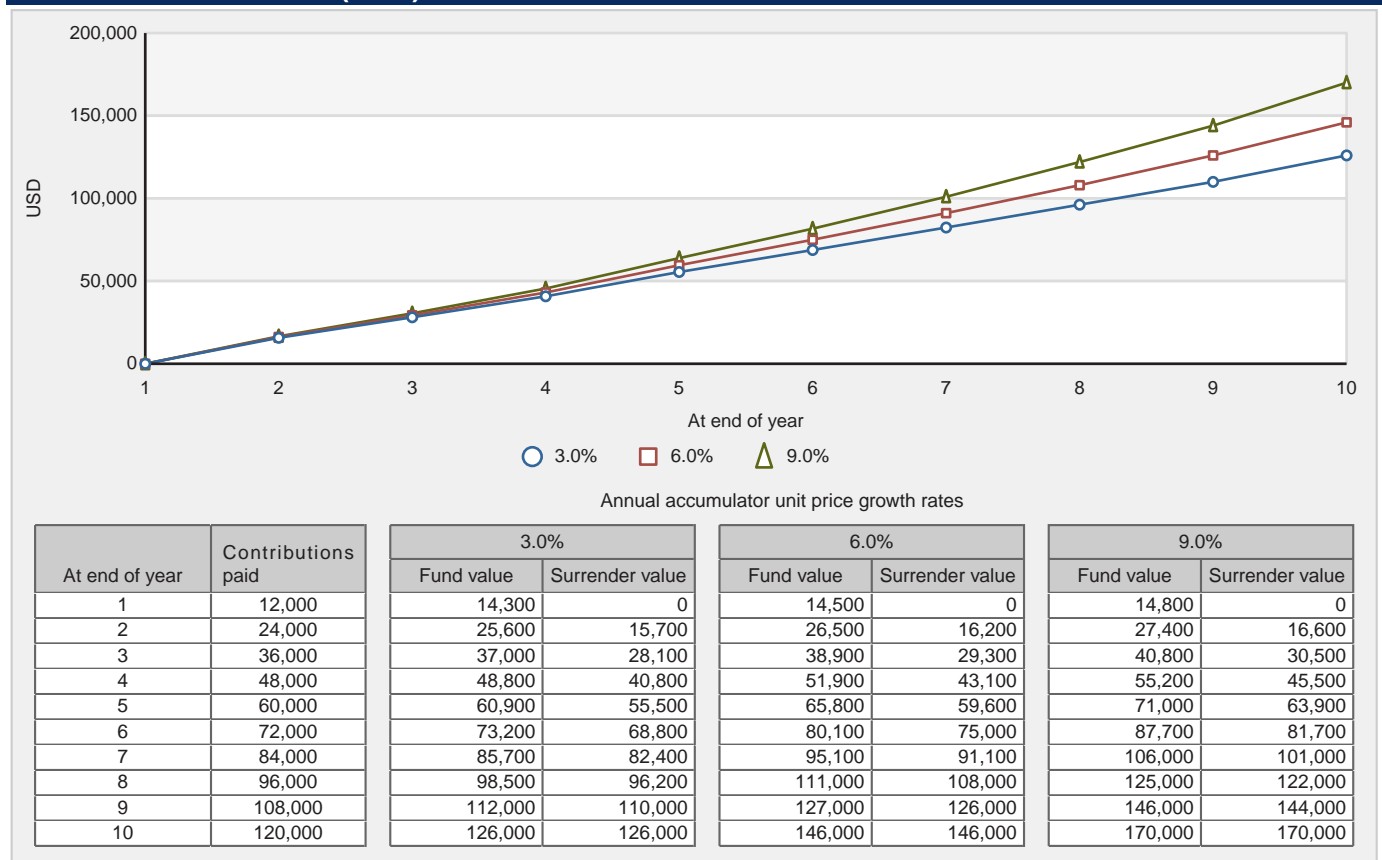 200,000
150,000
100,000
50,000
0
USD
1 2 3 4 5 6 7 8 9 10
At end of year
3.0% 6.0% 9.0%
Annual accumulator unit price growth rates
At end of year Contributions paid 3.0% 6.0% 9.0%
Fund value Surrender value Fund value Surrender value Fund value Surrender value
1 12,000 14,300 0 14,500 0 14,800 0
2 24,000 25,600 15,700 26,500 16,200 27,400 16,600
3 36,000 37,000 28,100 38,900 29,300 40,800 30,500
4 48,000 48,800 40,800 51,900 43,100 55,200 45,500
5 60,000 60,900 55,500 65,800 59,600 71,000 63,900
6 72,000 73,200 68,800 80,100 75,000 87,700 81,700
7 84,000 85,700 82,400 95,100 91,100 106,000 101,000
8 96,000 98,500 96,200 111,000 108,000 125,000 122,000
9 108,000 112,000 110,000 127,000 126,000 146,000 144,000
10 120,000 126,000 126,000 146,000 146,000 170,000 170,000